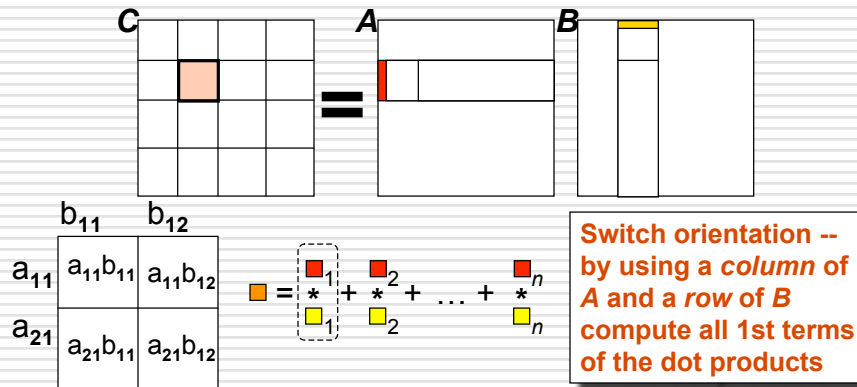 C = A B
b11 b12
a11 a11b11 a11b12
a21 a21b11 a21b12
= *1 1 + *2 2 + ... + *n n
Switch orientation --
by using a column of
A and a row of B
compute all 1st terms
of the dot products